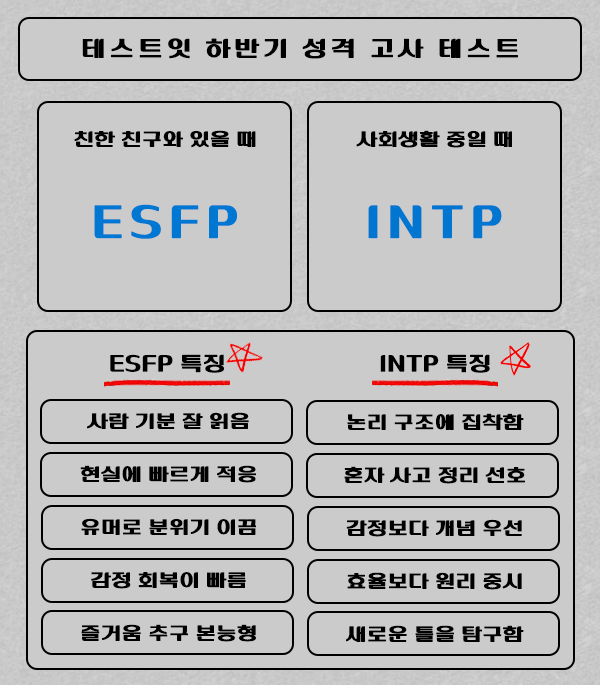 테스트잇 하반기 성격 고사 테스트
친한 친구와 있을 때
ESFP
사회생활 중일 때
INTP
ESFP 특징
사람 기분 잘 읽음
현실에 빠르게 적응
유머로 분위기 이끔
감정 회복이 빠름
즐거움 추구 본능형
INTP 특징
논리 구조에 집착함
혼자 사고 정리 선호
감정보다 개념 우선
효율보다 원리 중시
새로운 틀을 탐구함